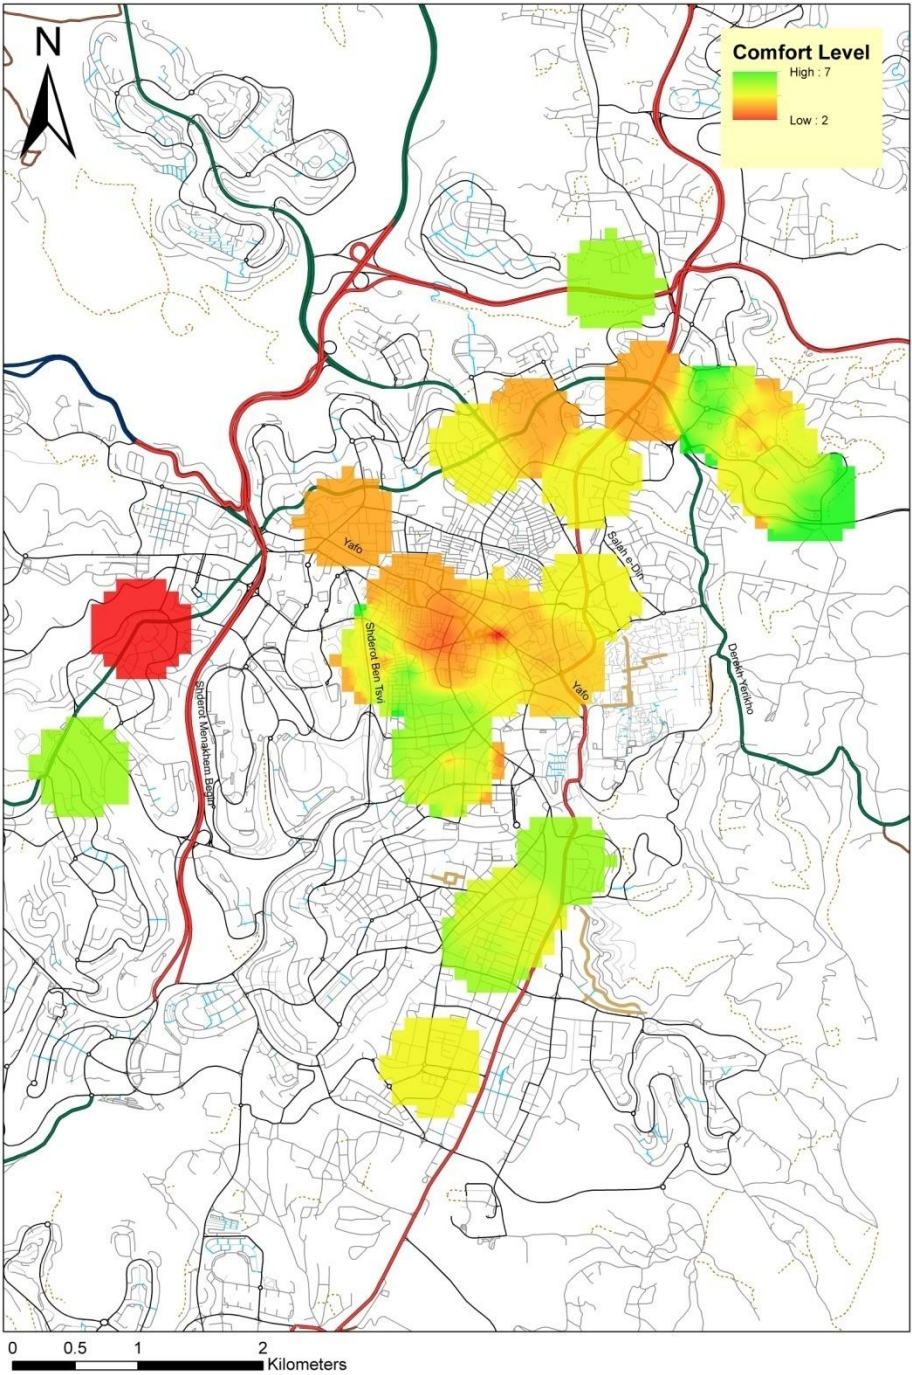 N
Comfort Level
High : 7
Low : 2
Yafo
Salah e-Din
Shderot Ben Tsvi
Shderot Menakhem Begin
Yafo
Derekh Yerikho
0 0.5 1 2
Kilometers